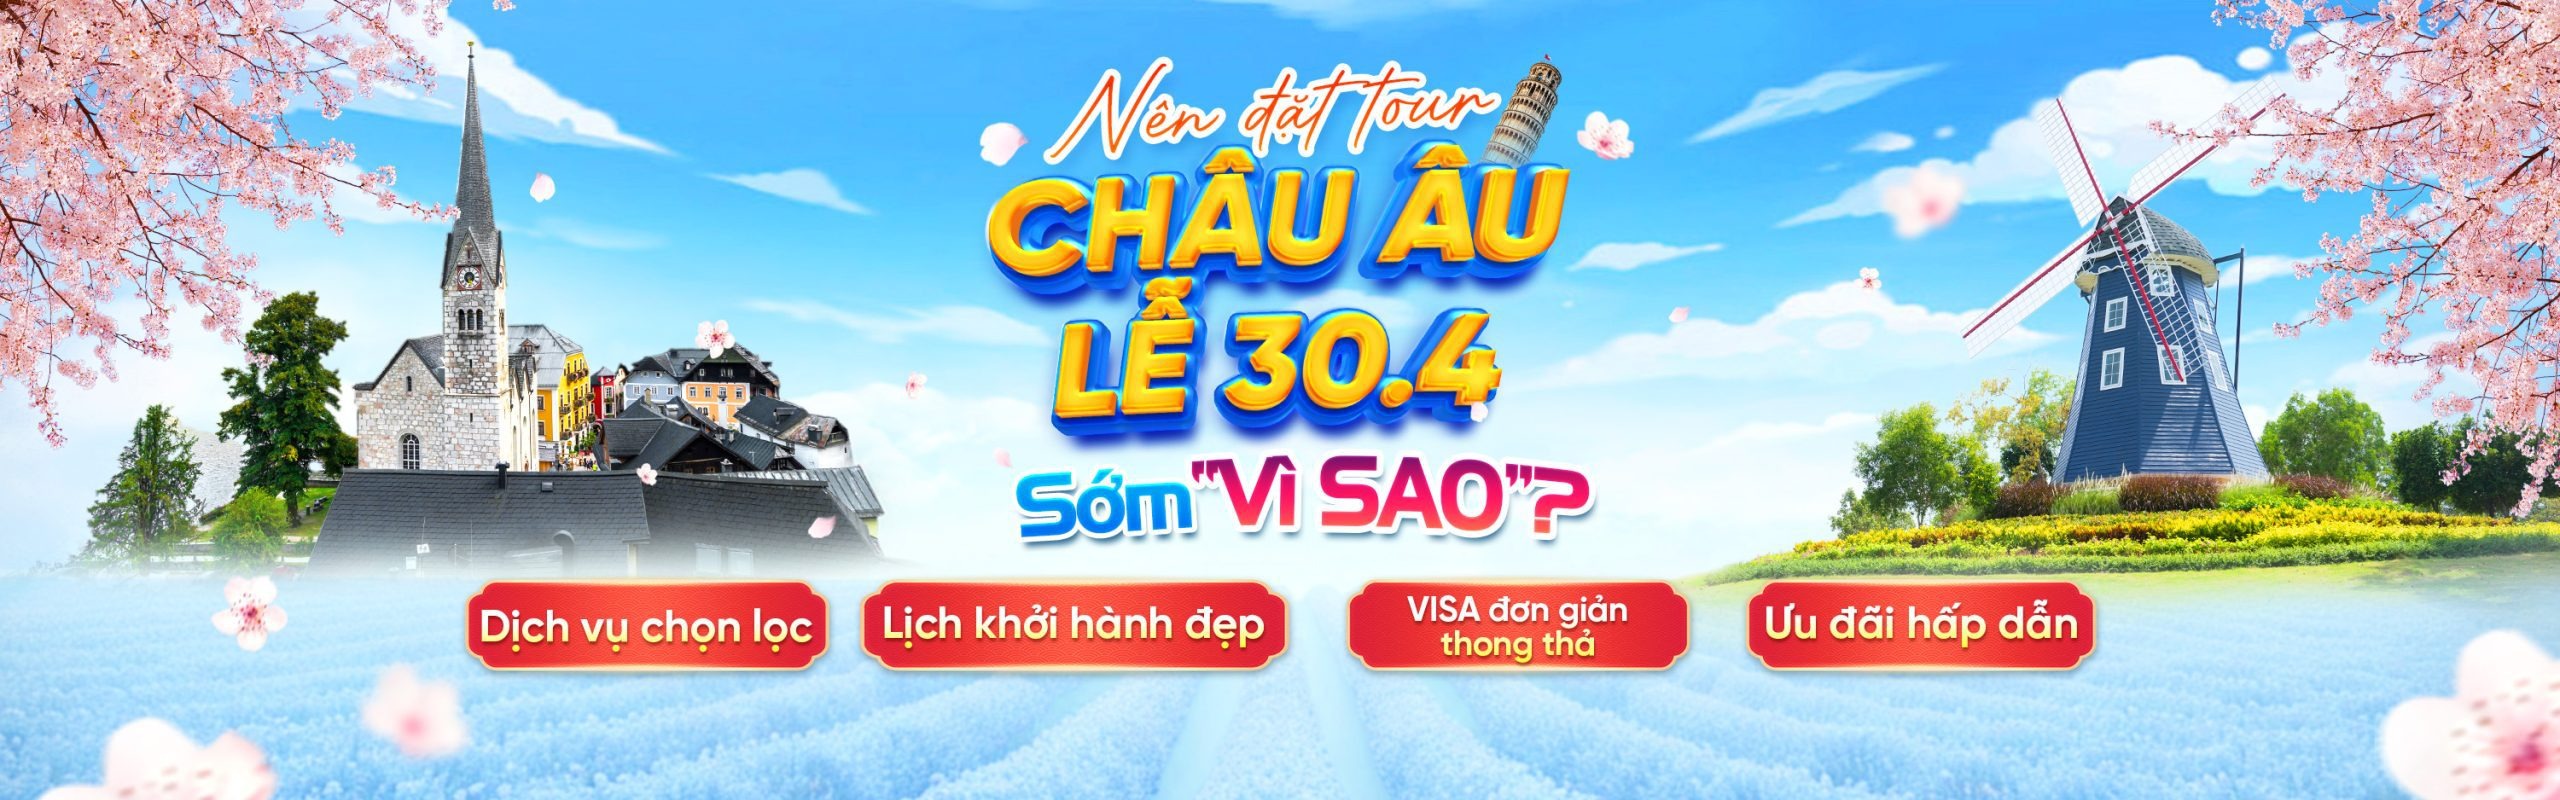 Nên đặt tour
CHÂU ÂU
LỄ 30.4
Sớm "Vì SAO"?
Dịch vụ chọn lọc
Lịch khởi hành đẹp
VISA đơn giản
thong thả
Ưu đãi hấp dẫn